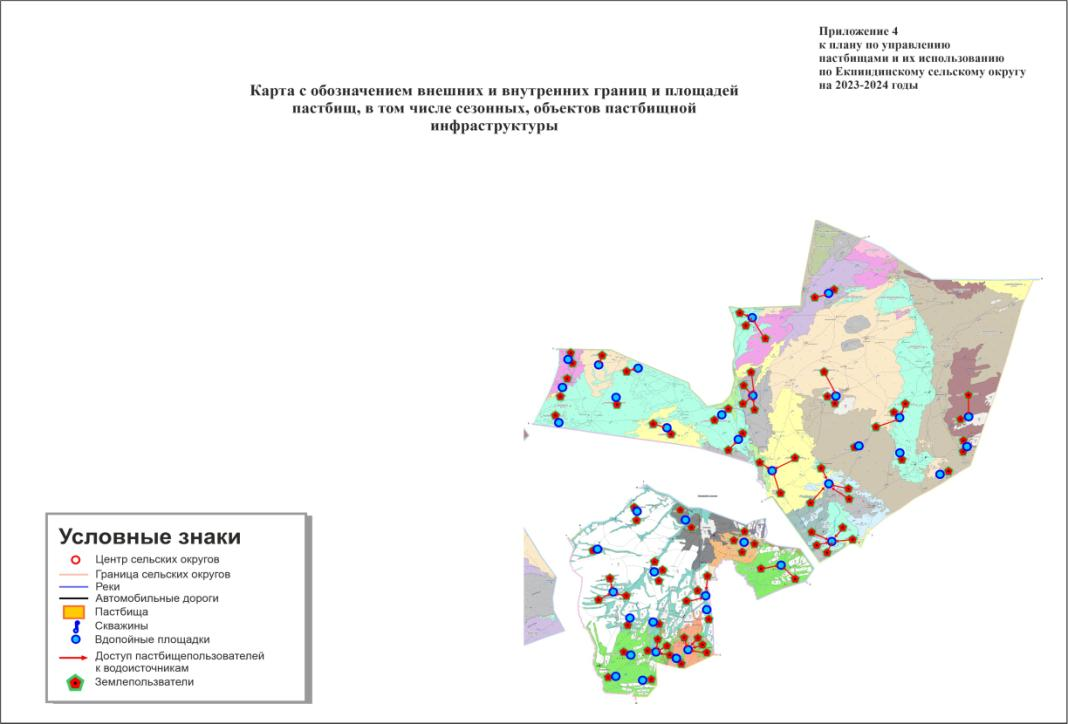 Приложение 4
к плану по управлению
пастбищами и их использованию
по Екпиндинскому сельскому округу
на 2023-2024 годы
Карта с обозначением внешних и внутренних границ и площадей
пастбищ, в том числе сезонных, объектов пастбищной
инфраструктуры
Условные знаки
Центр сельских округов
Граница сельских округов
Реки
Автомобильные дороги
Пастбища
Скважины
Вдопойные площадки
Доступ пастбищепользователей
к водоисточникам
Землепользватели